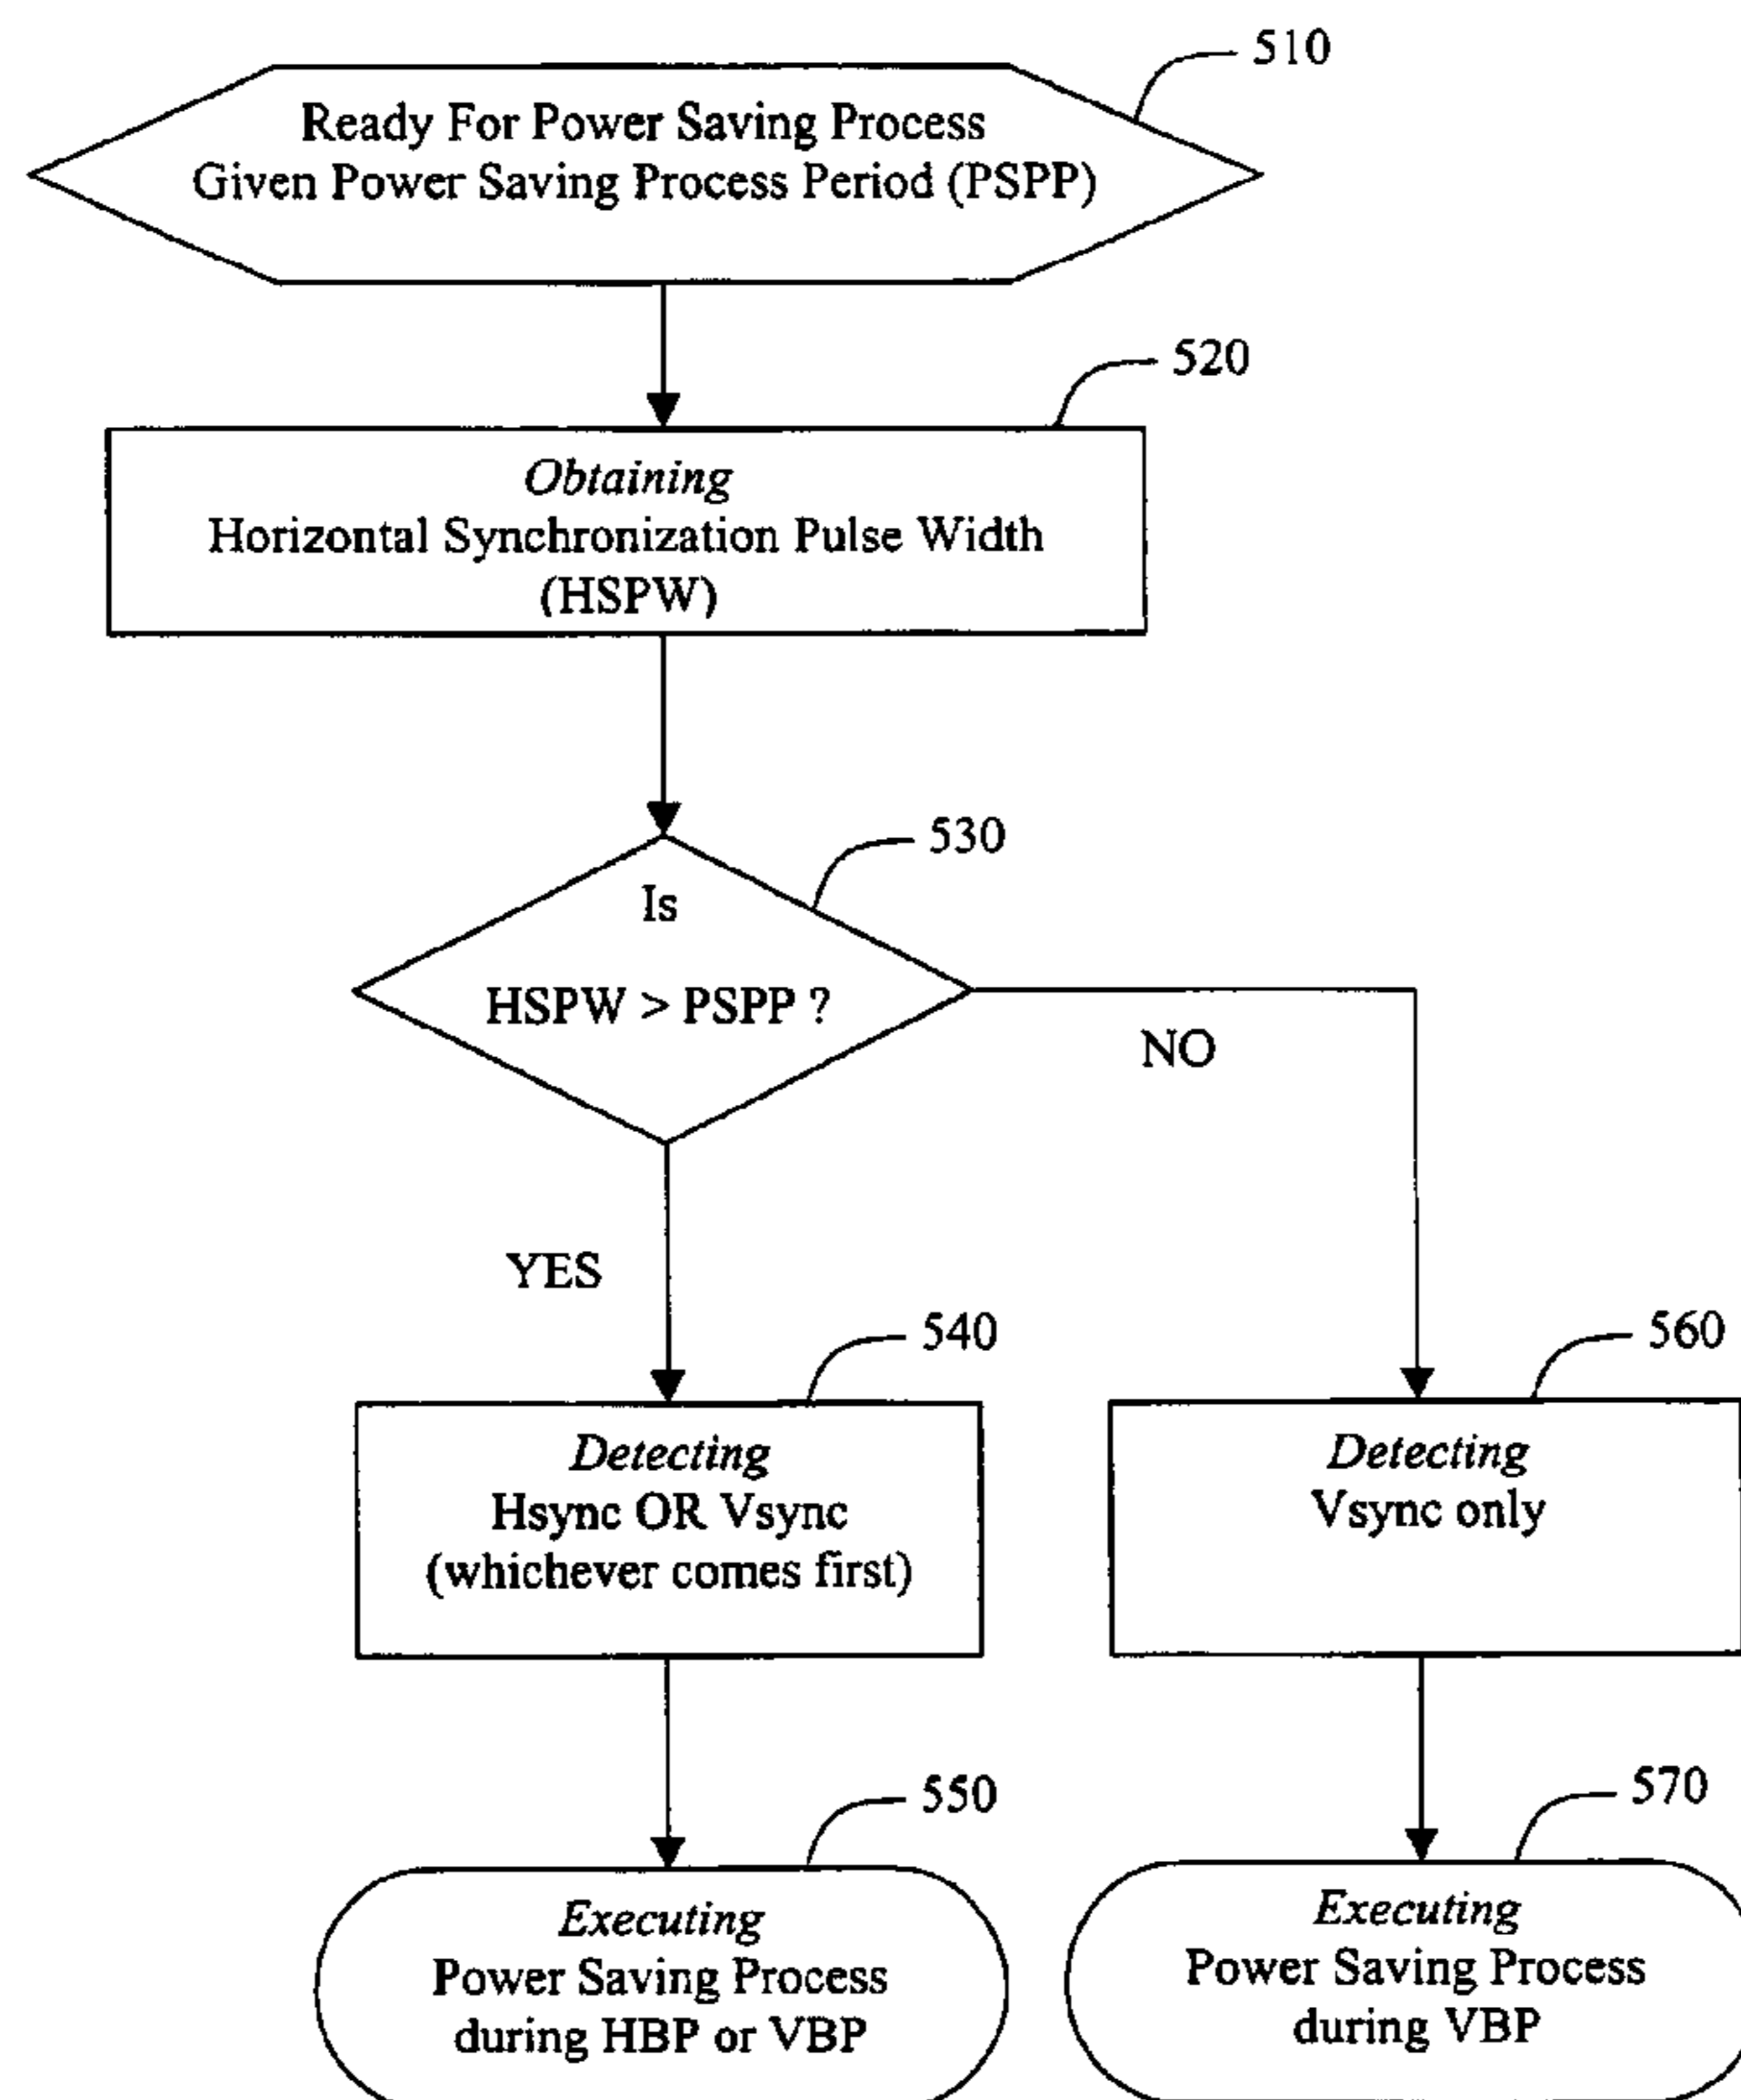 510
Ready For Power Saving Process
Given Power Saving Process Period (PSPP)
520
Obtaining
Horizontal Synchronization Pulse Width
(HSPW)
530
Is
HSPW > PSPP ?
NO
YES
540
Detecting
Hsync OR Vsync
(whichever comes first)
560
Detecting
Vsync only
550
Executing
Power Saving Process
during HBP or VBP
570
Executing
Power Saving Process
during VBP